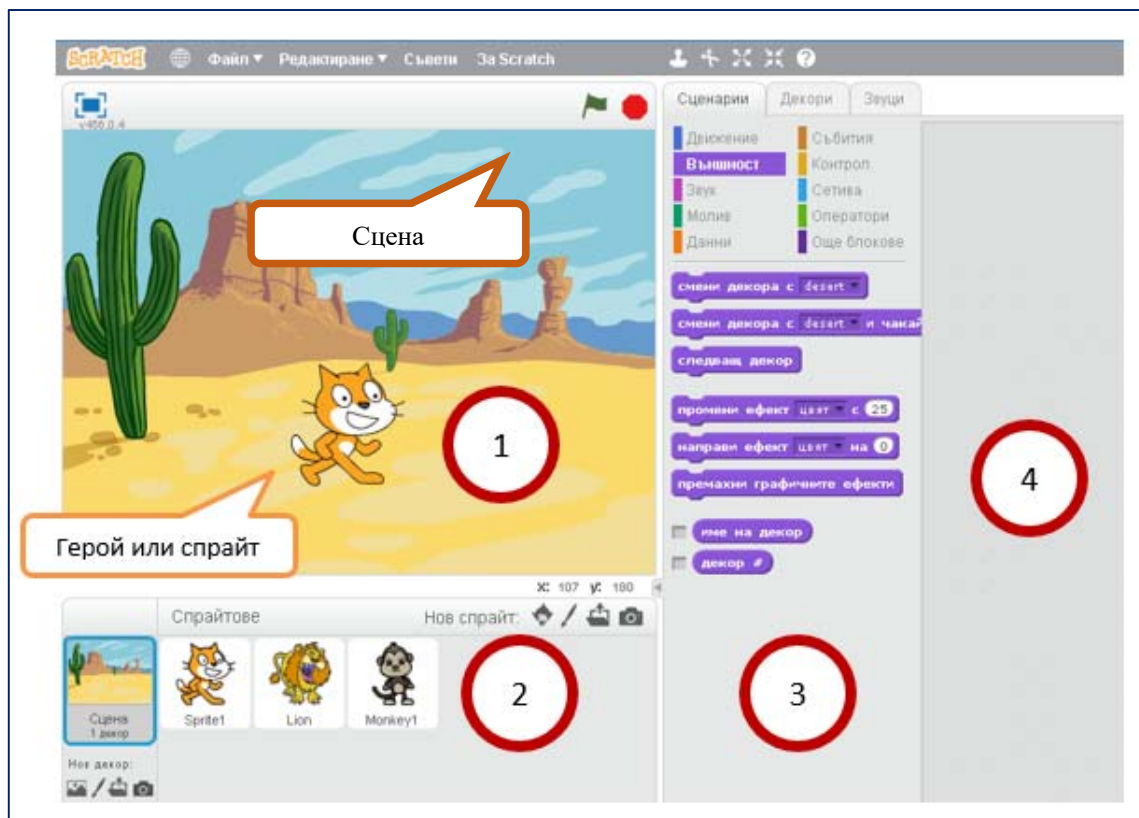 SCRATCH Файл Редактиране Съвети За Scratch
v456.0.4
Сценарии Декори Звуци
Движение Събития
Външност Контрол
Звук Сетива
Молив Оператори
Данни Още блокове
Сцена
смени декора с desert
смени декора с desert и чакай
следващ декор
промени ефект цвят с 25
направи ефект цвят на 0
премахни графичните ефекти
име на декор
декор #
1
4
Герой или спрайт
x: 107 y: 180
Спрайтове Нов спрайт:
Сцена
1 декор
Sprite1 Lion Monkey1
2
3
Нов декор: